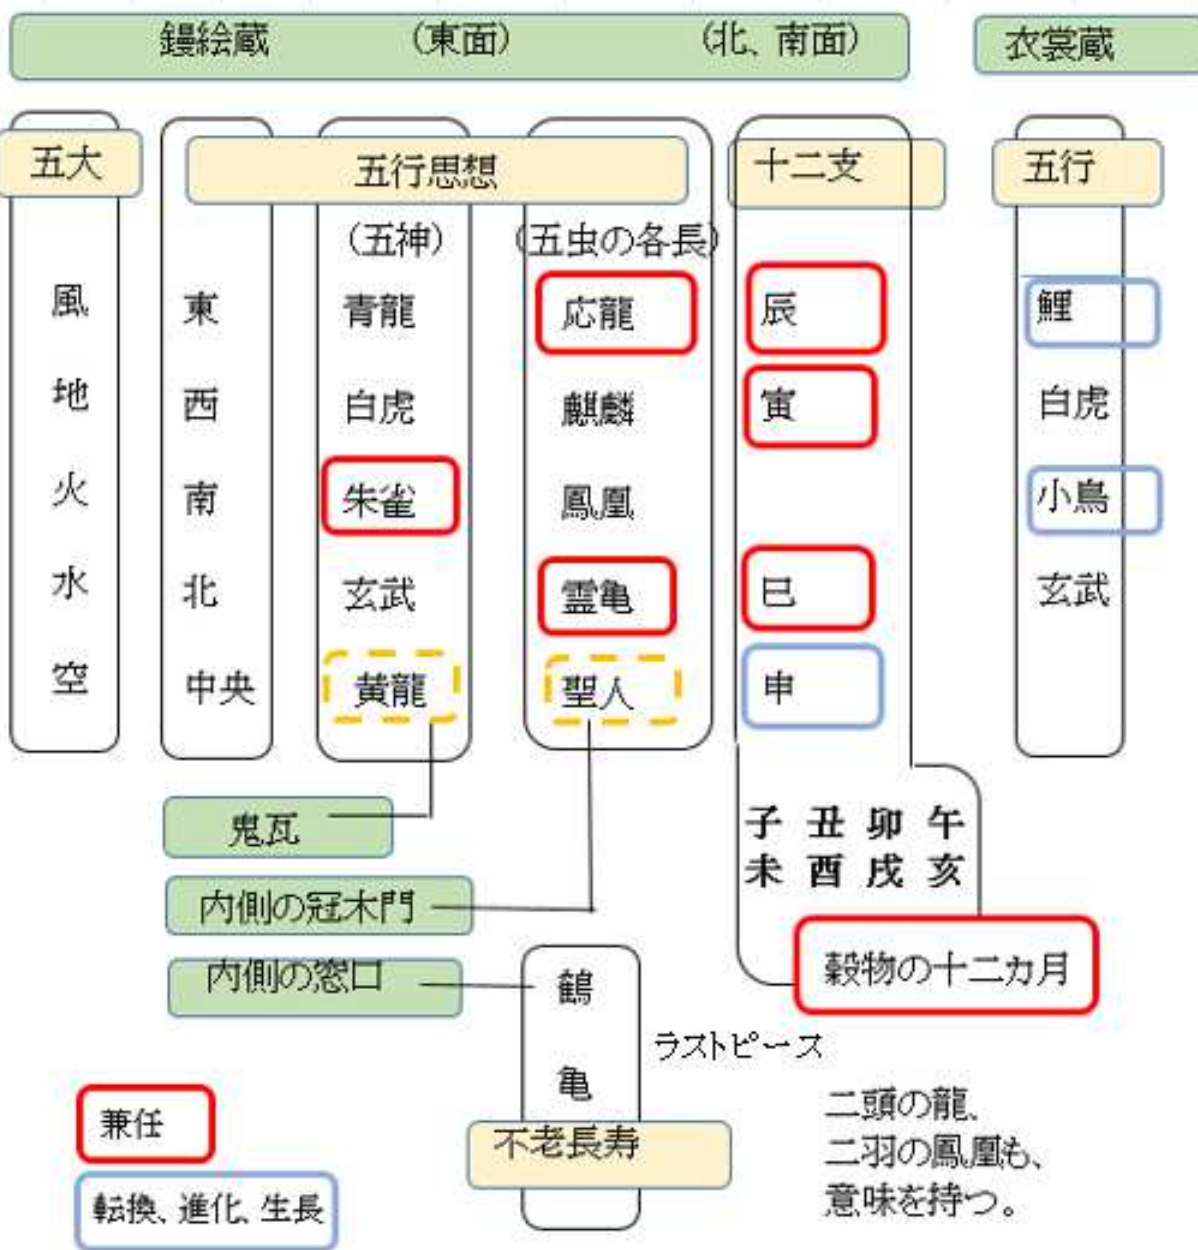 鏝絵蔵 (東面) (北、南面) 衣裳蔵
五大 五行思想 十二支 五行
(五神) (五虫の各長)
風 東 青龍 応龍 辰 鯉
地 西 白虎 麒麟 寅 白虎
火 南 朱雀 鳳凰 小鳥
水 北 玄武 霊亀 巳 玄武
空 中央 黄龍 聖人 申
鬼瓦
子 丑 卯 午
未 酉 戌 亥
内側の冠木門
穀物の十二カ月
内側の窓口 鶴
ラストピース
亀
不老長寿
兼任
転換、進化、生長
二頭の龍、
二羽の鳳凰も、
意味を持つ。